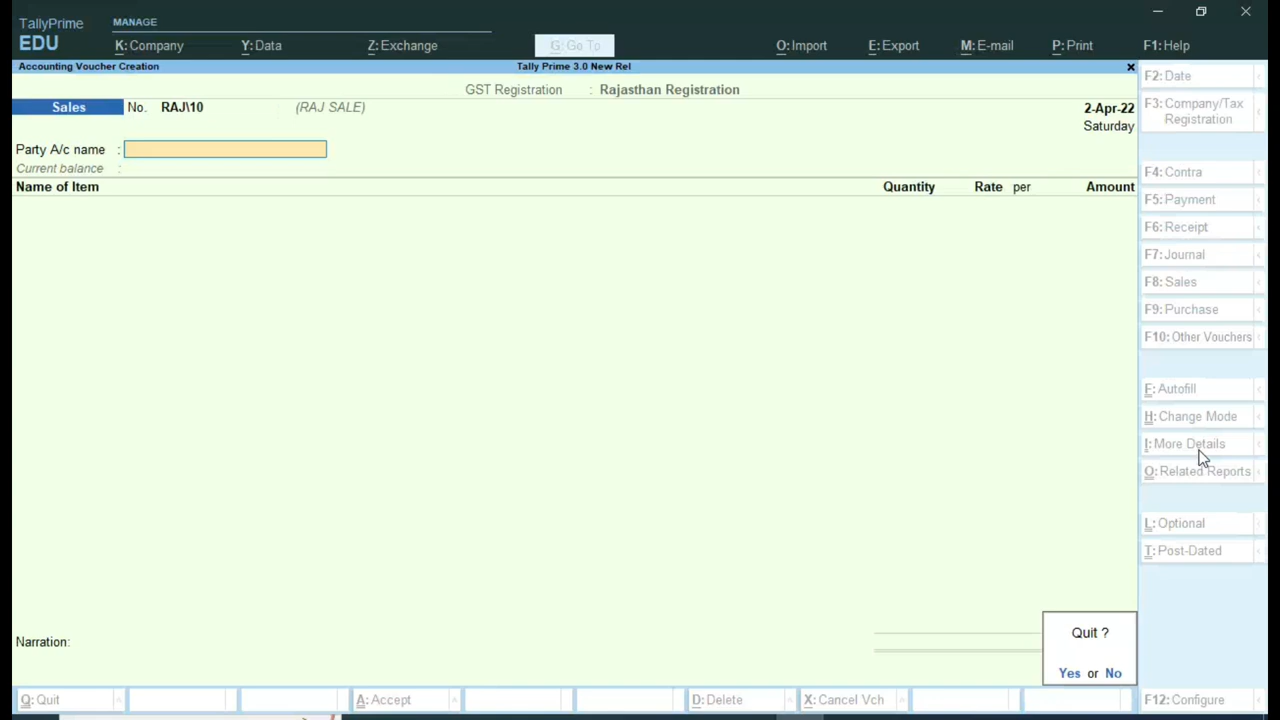 TallyPrime
EDU
MANAGE
K: Company Y: Data Z: Exchange G: Go To O: Import E: Export M: E-mail P: Print F1: Help
Accounting Voucher Creation Tally Prime 3.0 New Rel
GST Registration : Rajasthan Registration
Sales No. RAJ\10 (RAJ SALE) 2-Apr-22
Saturday
Party A/c name :
Current balance :
Name of Item Quantity Rate per Amount
F2: Date
F3: Company/Tax
Registration
F4: Contra
F5: Payment
F6: Receipt
F7: Journal
F8: Sales
F9: Purchase
F10: Other Vouchers
F: Autofill
H: Change Mode
I: More Details
O: Related Reports
L: Optional
T: Post-Dated
Narration:
Quit ?
Yes or No
Q: Quit A: Accept D: Delete X: Cancel Vch F12: Configure